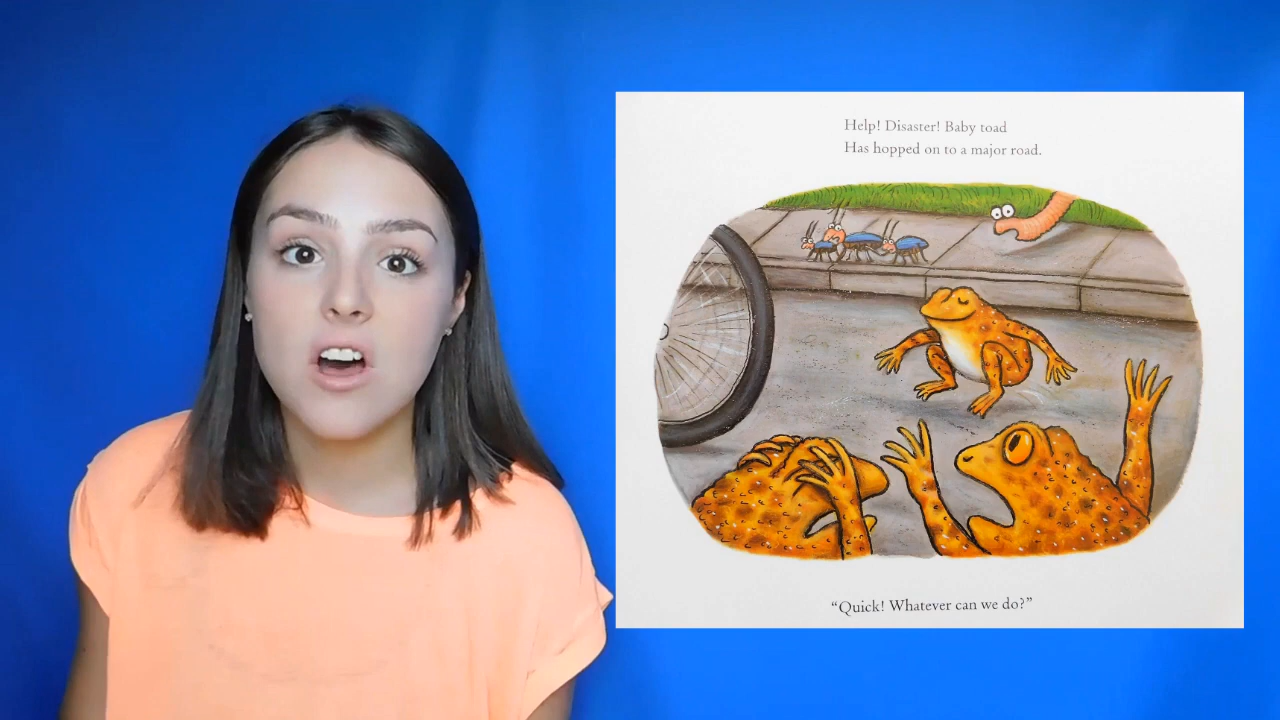 Help! Disaster! Baby toad
Has hopped on to a major road.
“Quick! Whatever can we do?”